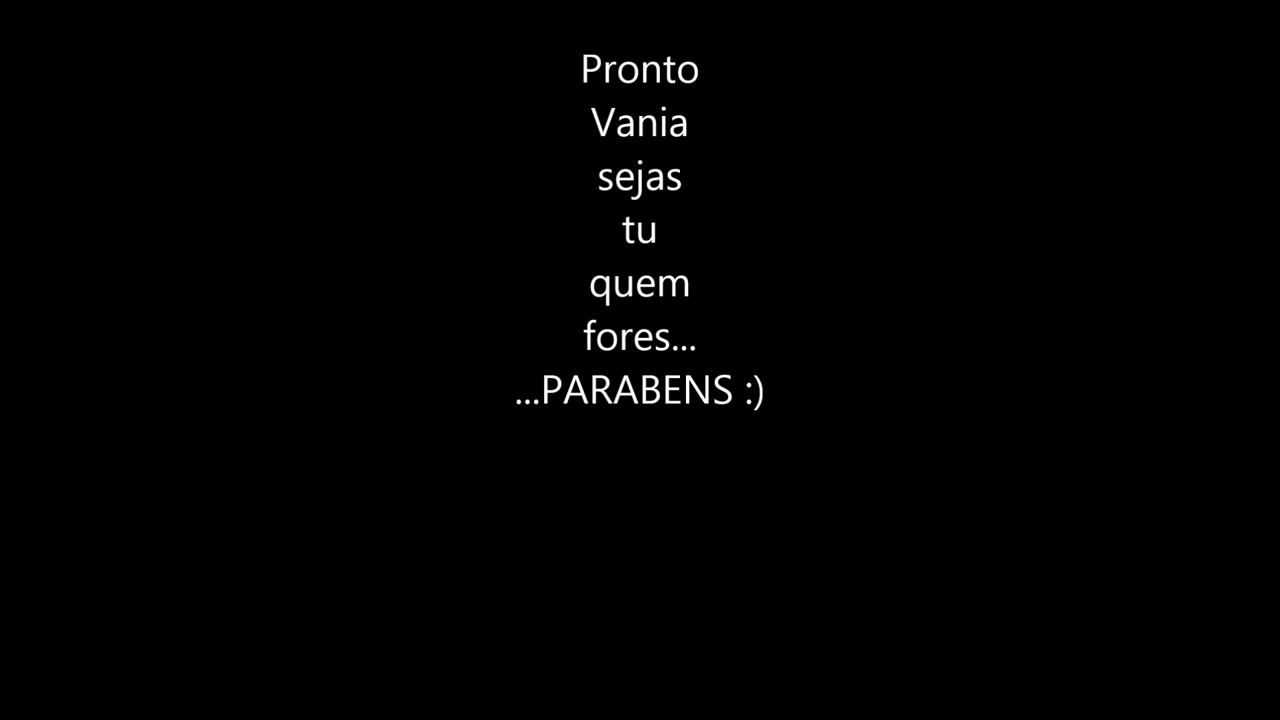 Pronto
Vania
sejas
tu
quem
fores...
...PARABENS :)